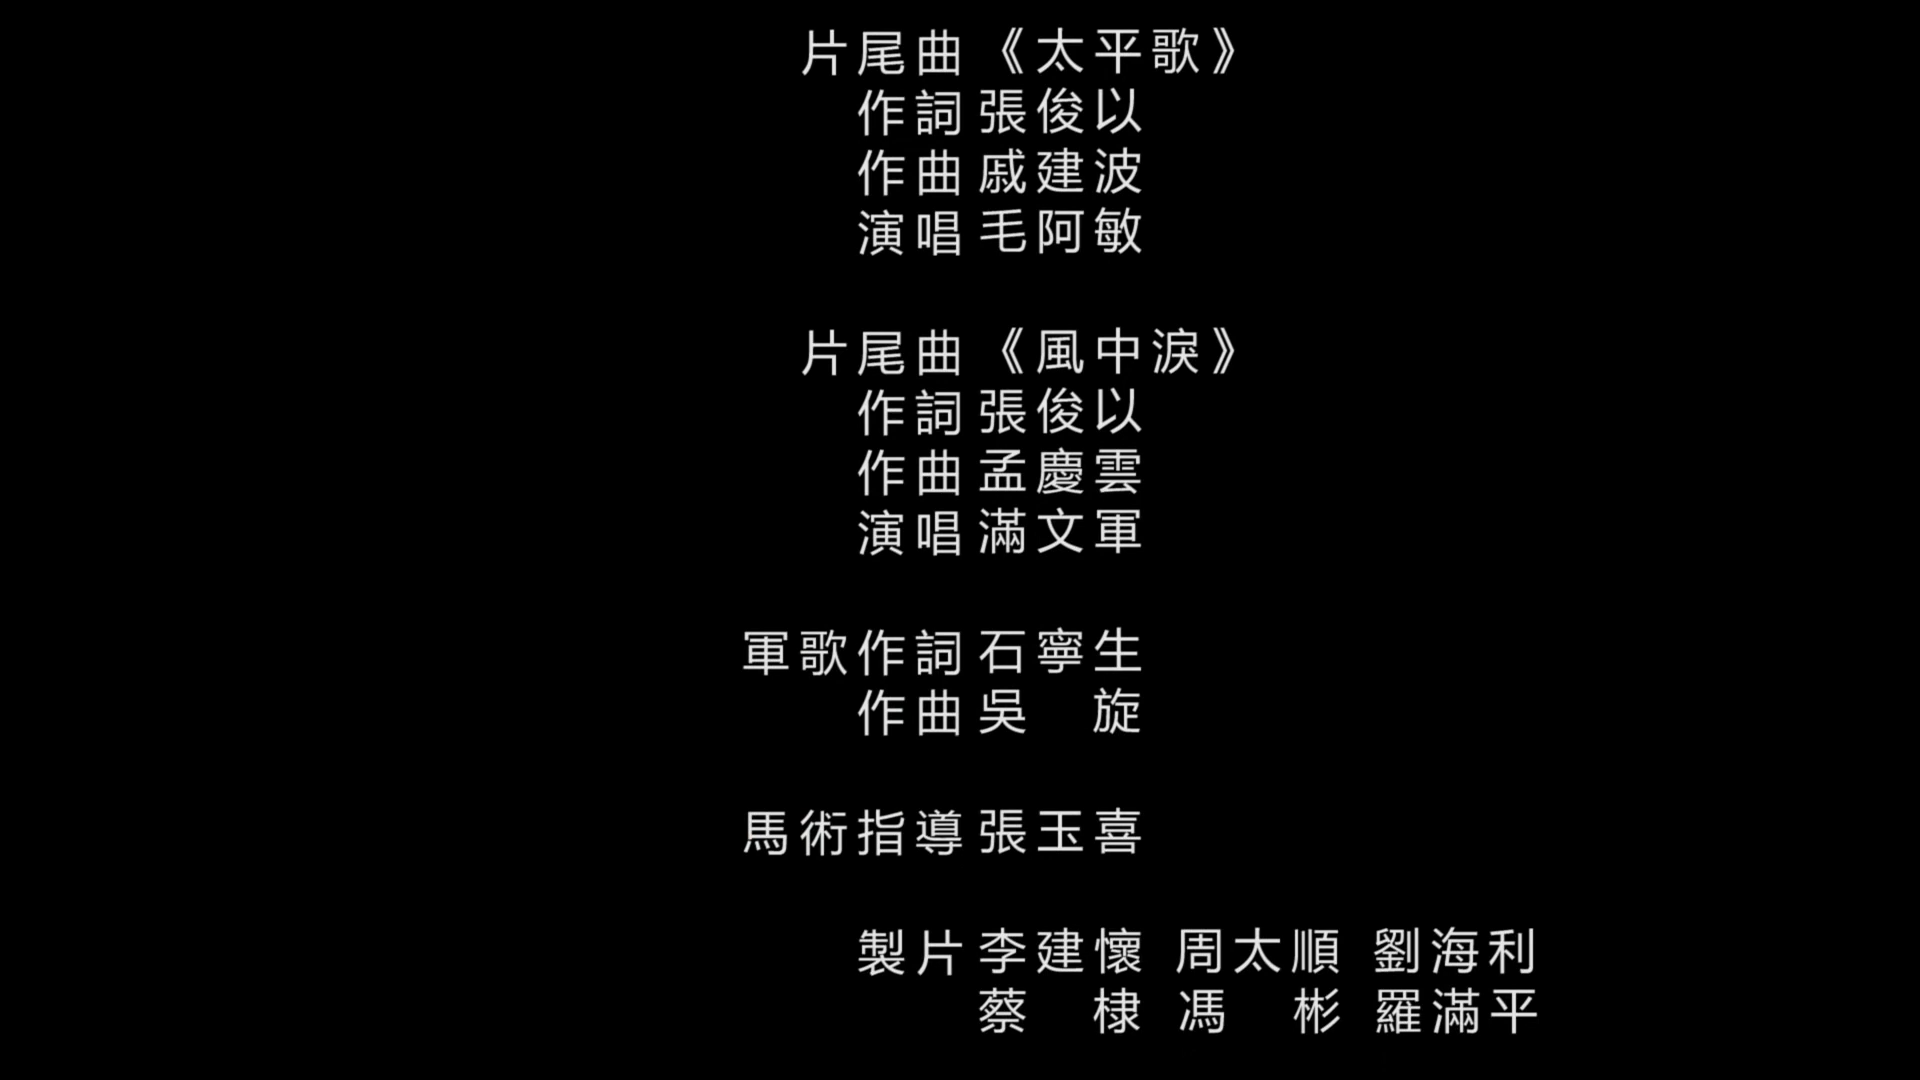 片尾曲《太平歌》
作詞 張俊以
作曲 戚建波
演唱 毛阿敏
片尾曲《風中淚》
作詞 張俊以
作曲 孟慶雲
演唱 滿文軍
軍歌作詞 石寧生
作曲 吳 旋
馬術指導 張玉喜
製片 李建懷 周太順 劉海利
蔡 棣 馮 彬 羅滿平